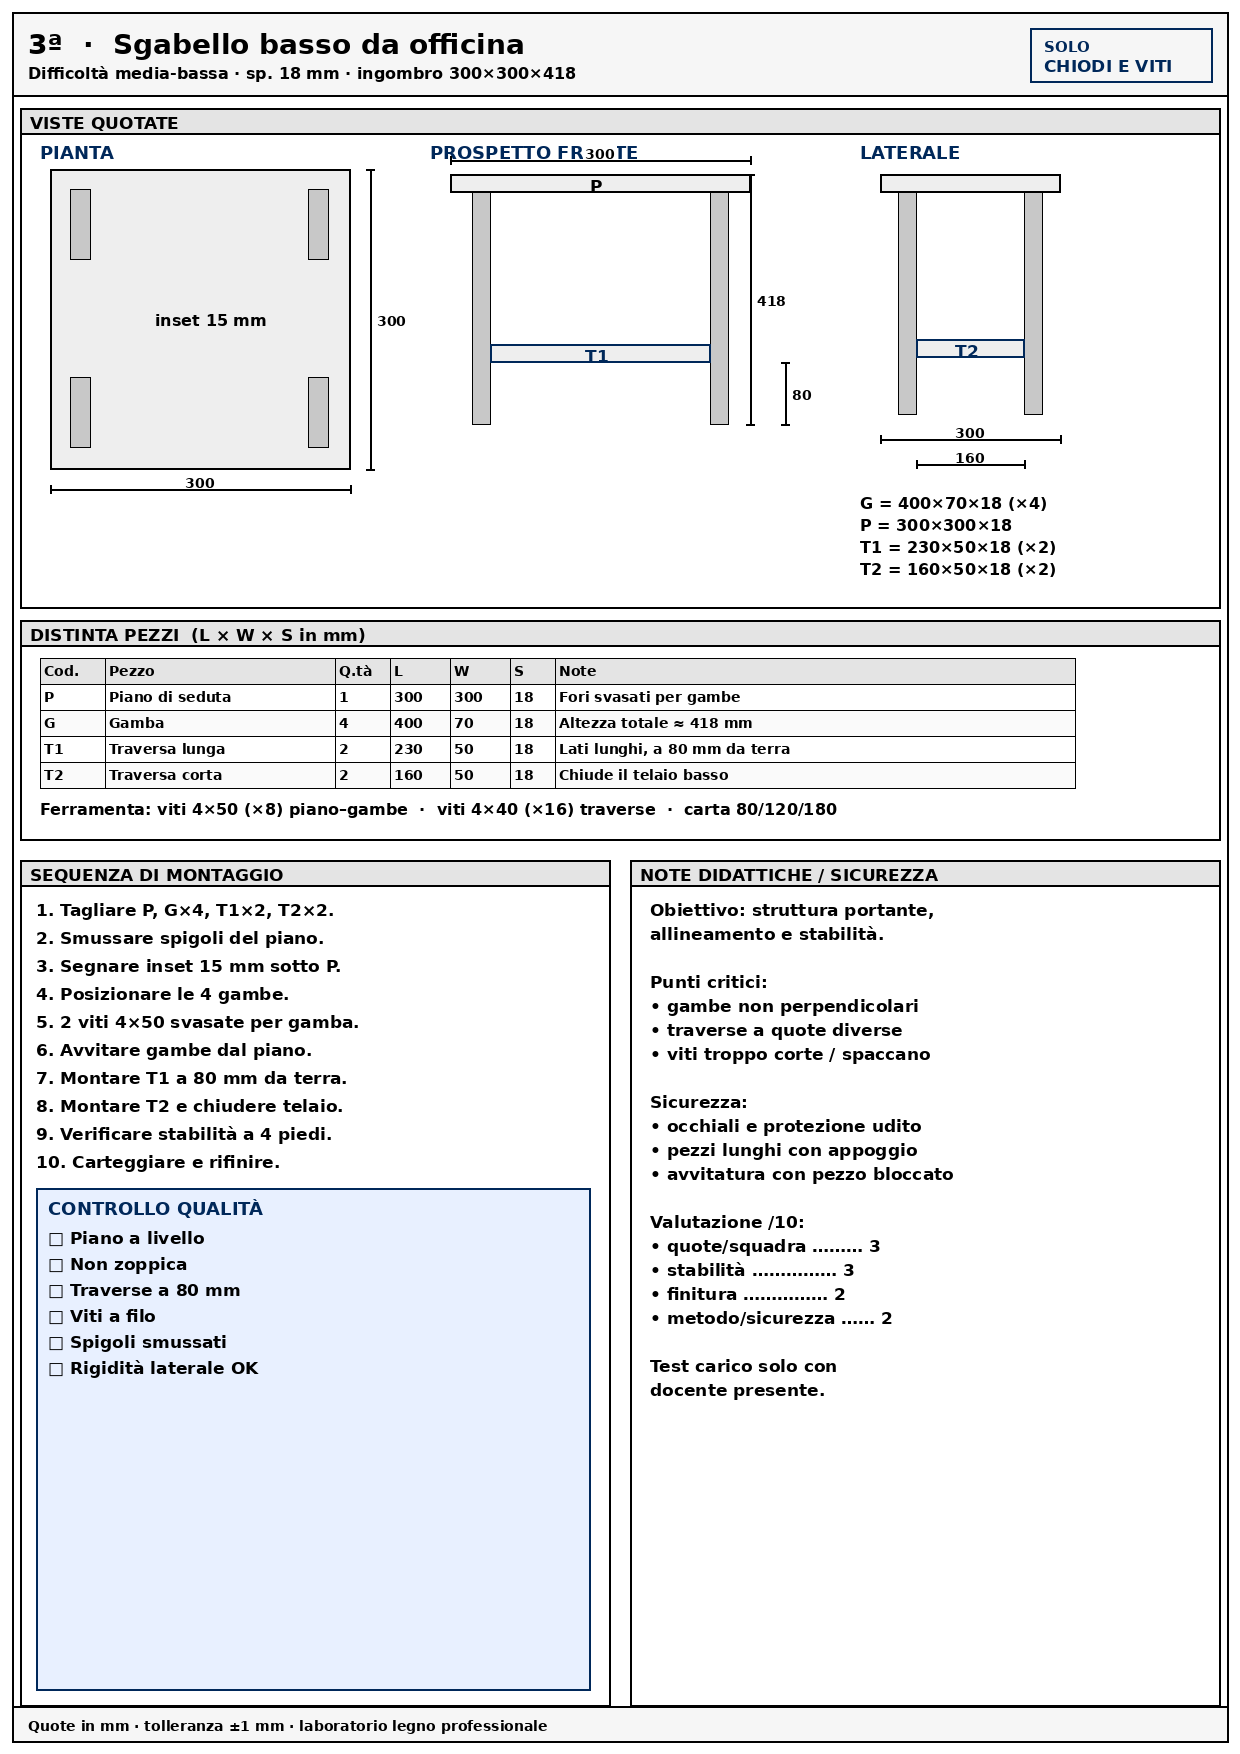 3ª · Sgabello basso da officina
Difficoltà media-bassa · sp. 18 mm · ingombro 300×300×418
SOLO
CHIODI E VITI
VISTE QUOTATE
PIANTA
inset 15 mm
300
300
PROSPETTO FR TE
300
P
T1
418
80
LATERALE
T2
300
160
G = 400×70×18 (×4)
P = 300×300×18
T1 = 230×50×18 (×2)
T2 = 160×50×18 (×2)
DISTINTA PEZZI (L × W × S in mm)
Cod. Pezzo Q.tà L W S Note
P Piano di seduta 1 300 300 18 Fori svasati per gambe
G Gamba 4 400 70 18 Altezza totale ≈ 418 mm
T1 Traversa lunga 2 230 50 18 Lati lunghi, a 80 mm da terra
T2 Traversa corta 2 160 50 18 Chiude il telaio basso
Ferramenta: viti 4×50 (×8) piano–gambe · viti 4×40 (×16) traverse · carta 80/120/180
SEQUENZA DI MONTAGGIO
1. Tagliare P, G×4, T1×2, T2×2.
2. Smussare spigoli del piano.
3. Segnare inset 15 mm sotto P.
4. Posizionare le 4 gambe.
5. 2 viti 4×50 svasate per gamba.
6. Avvitare gambe dal piano.
7. Montare T1 a 80 mm da terra.
8. Montare T2 e chiudere telaio.
9. Verificare stabilità a 4 piedi.
10. Carteggiare e rifinire.
CONTROLLO QUALITÀ
□ Piano a livello
□ Non zoppica
□ Traverse a 80 mm
□ Viti a filo
□ Spigoli smussati
□ Rigidità laterale OK
NOTE DIDATTICHE / SICUREZZA
Obiettivo: struttura portante,
allineamento e stabilità.
Punti critici:
• gambe non perpendicolari
• traverse a quote diverse
• viti troppo corte / spaccano
Sicurezza:
• occhiali e protezione udito
• pezzi lunghi con appoggio
• avvitatura con pezzo bloccato
Valutazione /10:
• quote/squadra ……… 3
• stabilità …………… 3
• finitura …………… 2
• metodo/sicurezza …… 2
Test carico solo con
docente presente.
Quote in mm · tolleranza ±1 mm · laboratorio legno professionale